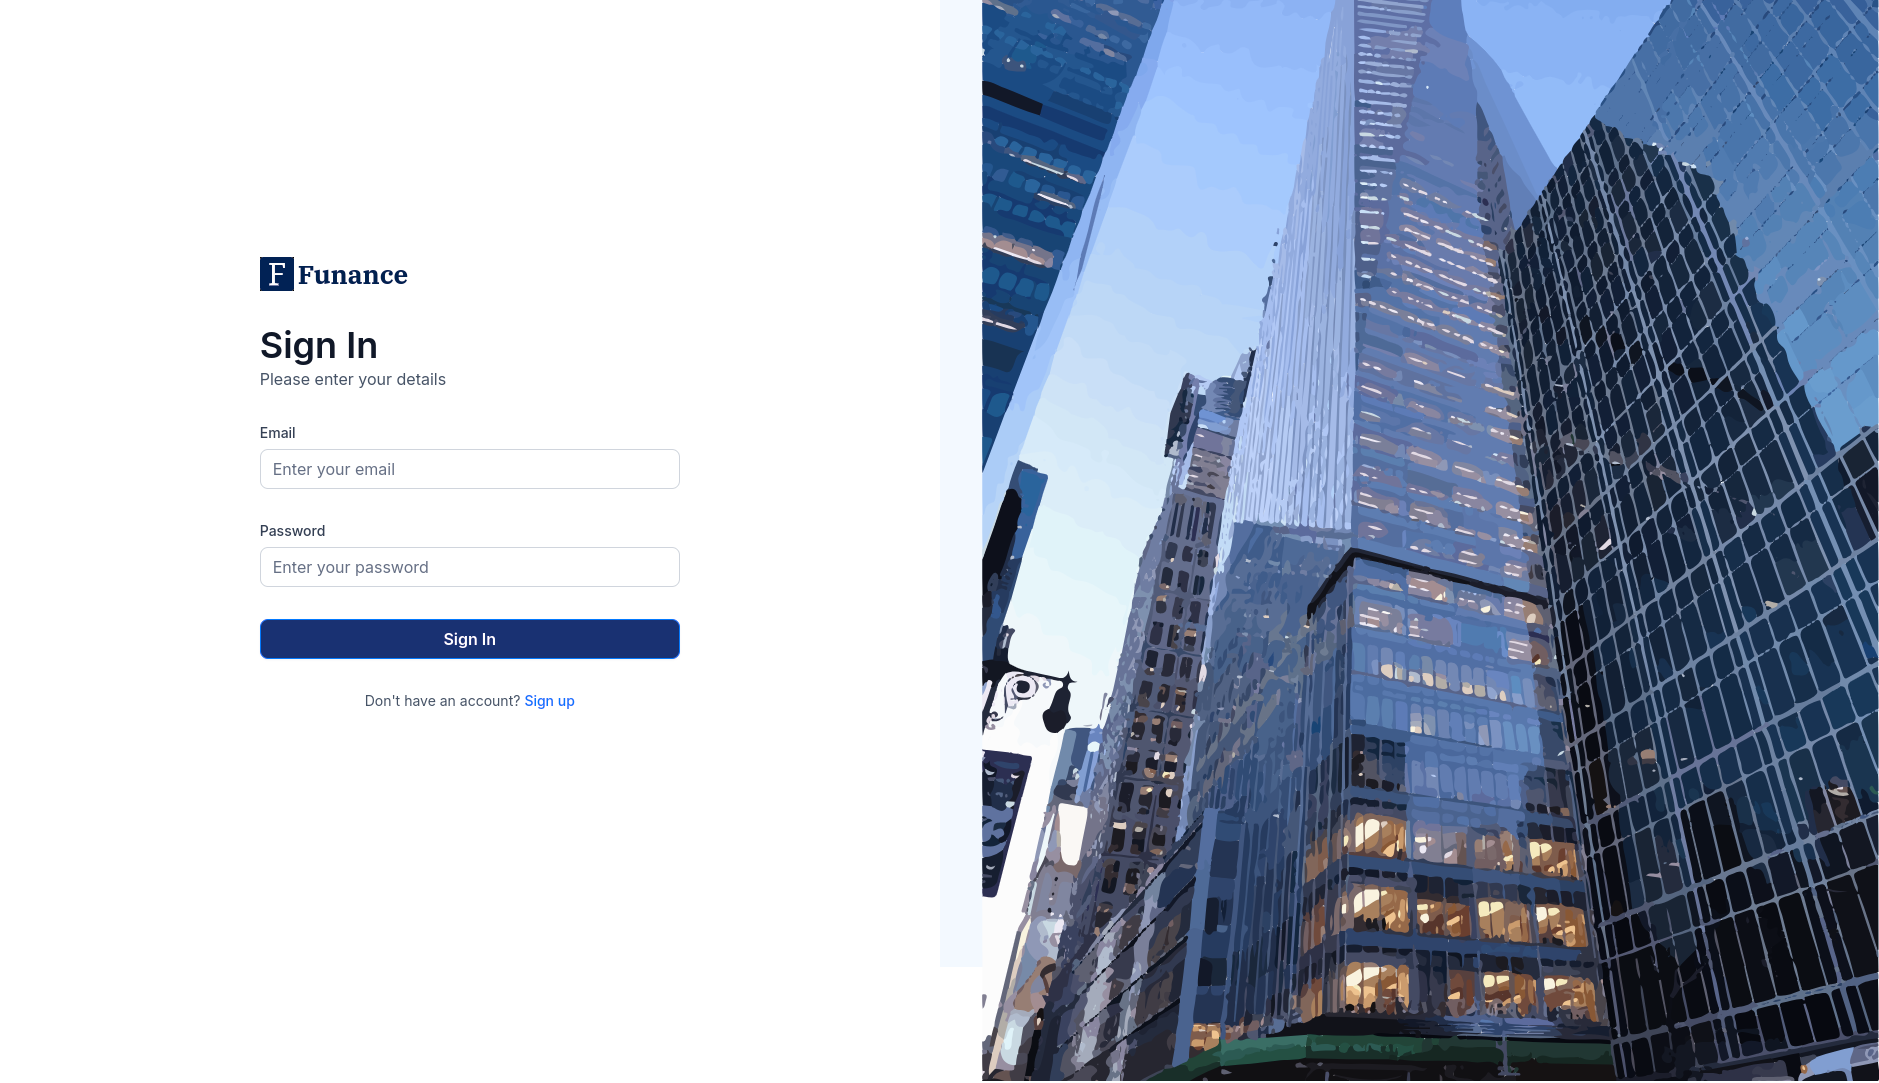 F Funance
Sign In
Please enter your details
Email
Enter your email
Password
Enter your password
Sign In
Don't have an account? Sign up